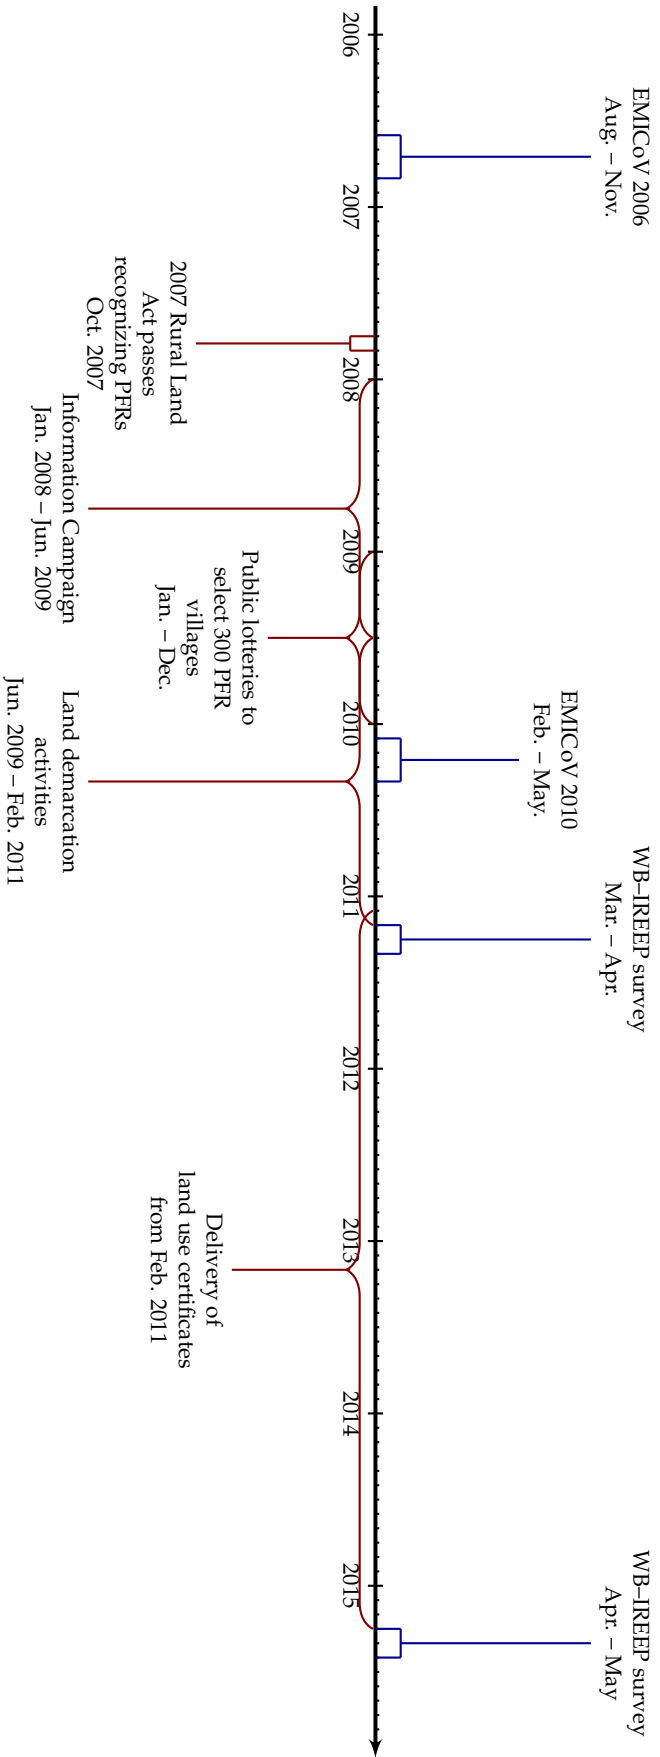 EMICoV 2006
Aug. – Nov.
EMICoV 2010
Feb. – May.
WB–IREEP survey
Mar. – Apr.
WB–IREEP survey
Apr. – May
2006
2007
2008
2009
2010
2011
2012
2013
2014
2015
2007 Rural Land
Act passes
recognizing PFRs
Oct. 2007
Information Campaign
Jan. 2008 – Jun. 2009
Public lotteries to
select 300 PFR
villages
Jan. – Dec.
Land demarcation
activities
Jun. 2009 – Feb. 2011
Delivery of
land use certificates
from Feb. 2011